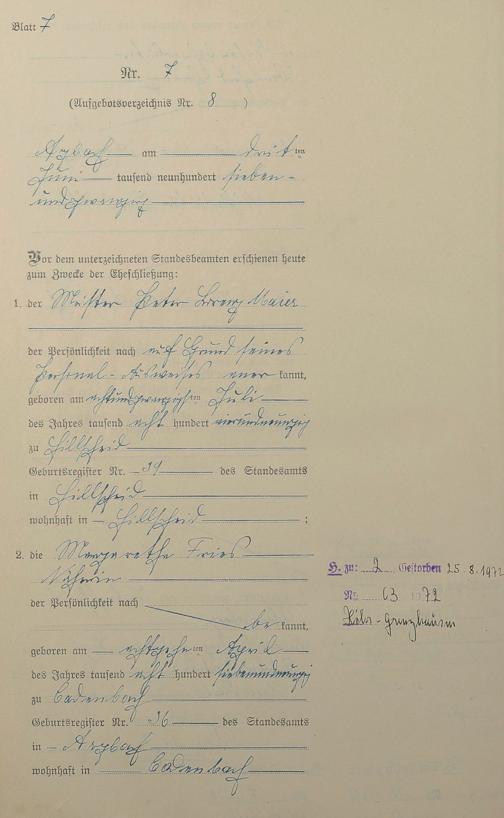 Blatt 7
Nr. 7
(Aufgebotsverzeichnis Nr. 8 )
Arzbach am dritten
Juni tausend neunhundert sieben-
undzwanzig
Vor dem unterzeichneten Standesbeamten erschienen heute
zum Zwecke der Eheschließung:
1. der Peter Maier
der Persönlichkeit nach auf Grund seines
Personal-Ausweises anerkannt,
geboren am achtundzwanzigsten Juli
des Jahres tausend acht hundert vierundneunzig
zu Hillscheid
Geburtsregister Nr. 39 des Standesamts
in Hillscheid
wohnhaft in Hillscheid ;
2. die Margarethe Fries
Näherin
der Persönlichkeit nach
bekannt,
geboren am achtzehnten April
des Jahres tausend acht hundert siebenundneunzig
zu Cadenbach
Geburtsregister Nr. 36 des Standesamts
in Arzbach
wohnhaft in Cadenbach
H. zu: 2 Gestorben 25.8.1972
Nr. 63 1972
Höhr-Grenzhausen